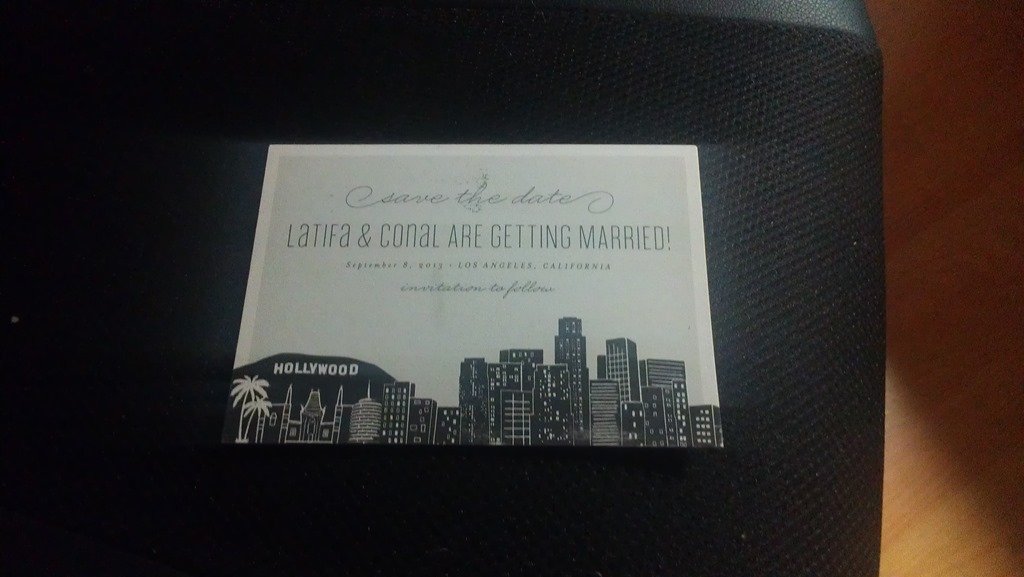 save the date
LATIFA & CONAL ARE GETTING MARRIED!
September 8, 2013 · LOS ANGELES, CALIFORNIA
invitation to follow
HOLLYWOOD